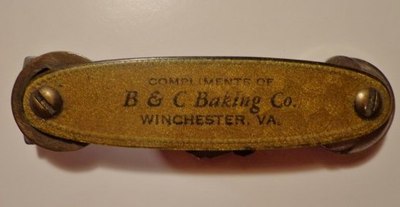 COMPLIMENTS OF
B & C Baking Co.
WINCHESTER, VA.